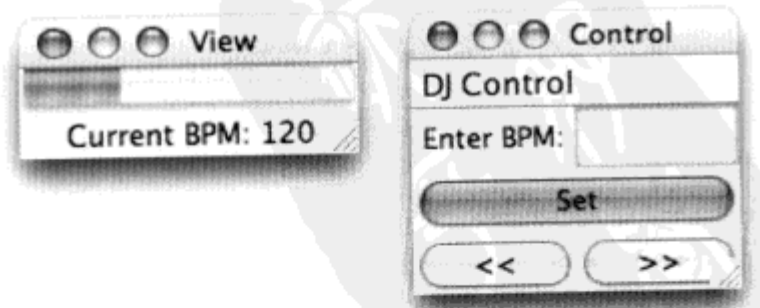 View
Current BPM: 120
Control
DJ Control
Enter BPM:
Set
<< >>